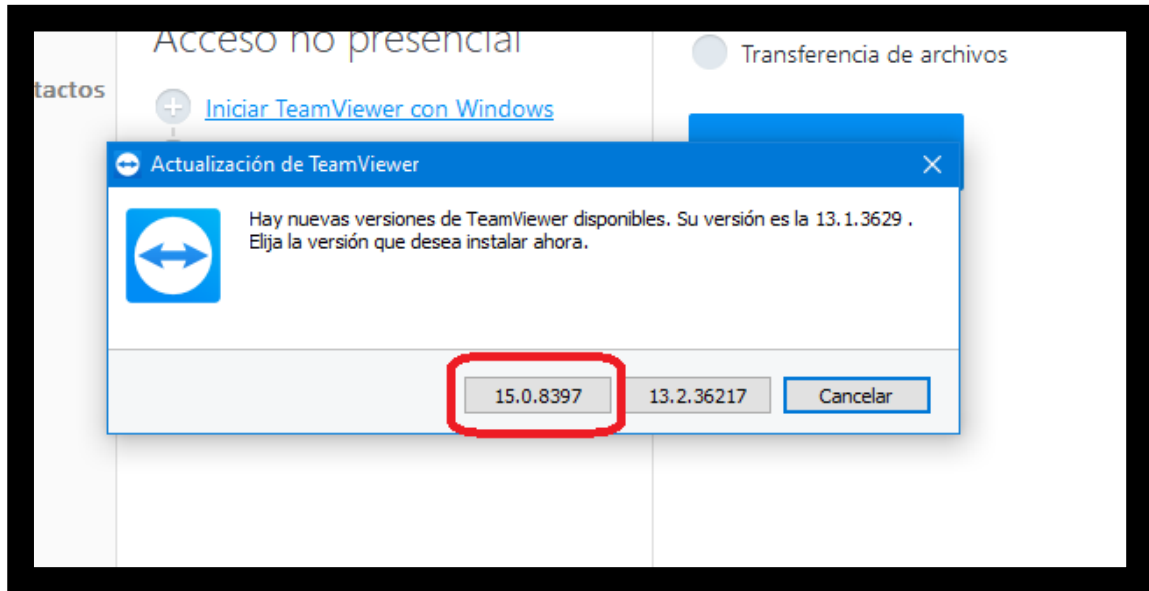 Acceso no presencial
Transferencia de archivos
tactos
Iniciar TeamViewer con Windows
Actualización de TeamViewer
Hay nuevas versiones de TeamViewer disponibles. Su versión es la 13.1.3629 .
Elija la versión que desea instalar ahora.
15.0.8397
13.2.36217
Cancelar